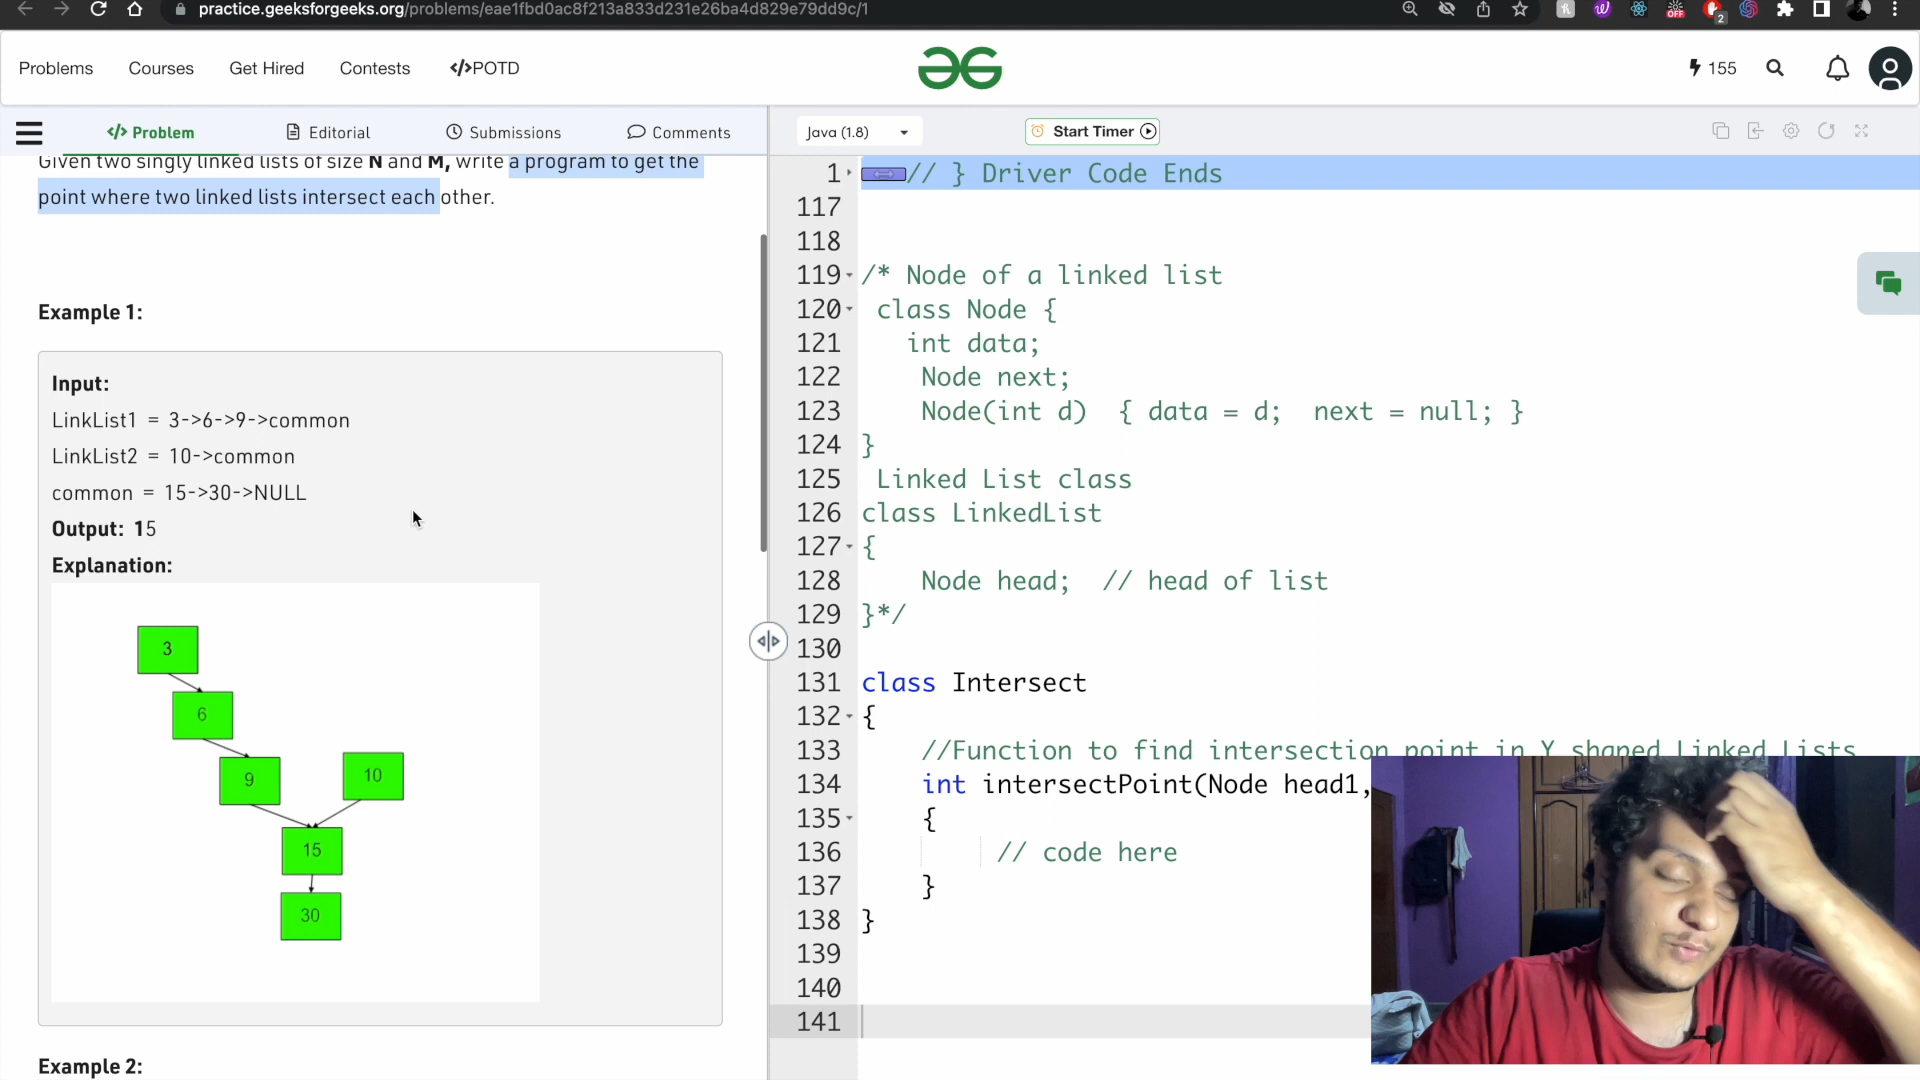 practice.geeksforgeeks.org/problems/eae1fbd0ac8f213a833d231e26ba4d829e79dd9c/1
Problems Courses Get Hired Contests </>POTD
155
</> Problem Editorial Submissions Comments
Given two singly linked lists of size N and M, write a program to get the
point where two linked lists intersect each other.
Example 1:
Input:
LinkList1 = 3->6->9->common
LinkList2 = 10->common
common = 15->30->NULL
Output: 15
Explanation:
3
6
9
10
15
30
Example 2:
Java (1.8)
Start Timer
1 // } Driver Code Ends
117
118
119 /* Node of a linked list
120 class Node {
121 int data;
122 Node next;
123 Node(int d) { data = d; next = null; }
124 }
125 Linked List class
126 class LinkedList
127 {
128 Node head; // head of list
129 }*/
130
131 class Intersect
132 {
133 //Function to find intersection point in Y shaped Linked Lists
134 int intersectPoint(Node head1,
135 {
136 // code here
137 }
138 }
139
140
141
OFF
2